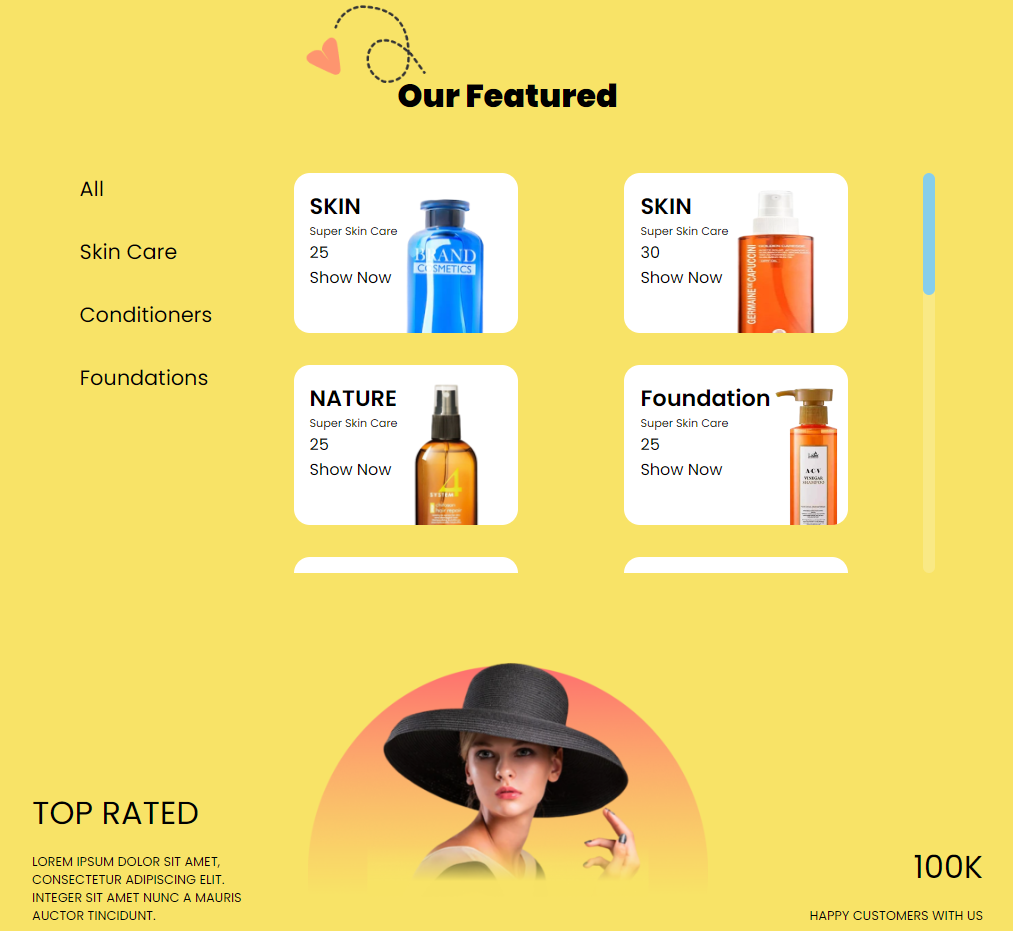 Our Featured
All
Skin Care
Conditioners
Foundations
SKIN
Super Skin Care
25
Show Now
BRAND
COSMETICS
SKIN
Super Skin Care
30
Show Now
GERMAINE DE CAPUCCINI
NATURE
Super Skin Care
25
Show Now
4
SYSTEM
Foundation
Super Skin Care
25
Show Now
A·C·V
VINEGAR
SHAMPOO
TOP RATED
LOREM IPSUM DOLOR SIT AMET,
CONSECTETUR ADIPISCING ELIT.
INTEGER SIT AMET NUNC A MAURIS
AUCTOR TINCIDUNT.
100K
HAPPY CUSTOMERS WITH US